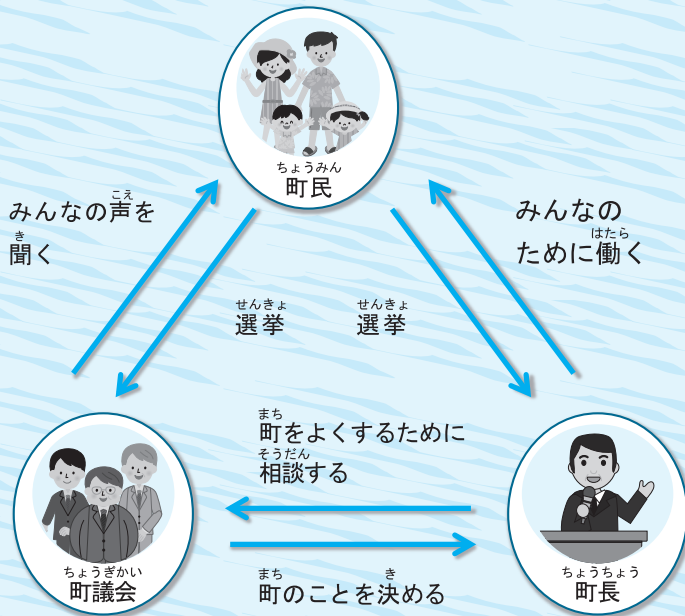 ちょうみん
町民
みんなの声を
こえ
聞く
き
みんなの
ために働く
はたら
せんきょ
選挙
せんきょ
選挙
まち
町をよくするために
そうだん
相談する
ちょうぎかい
町議会
ちょうちょう
町長
まち き
町のことを決める